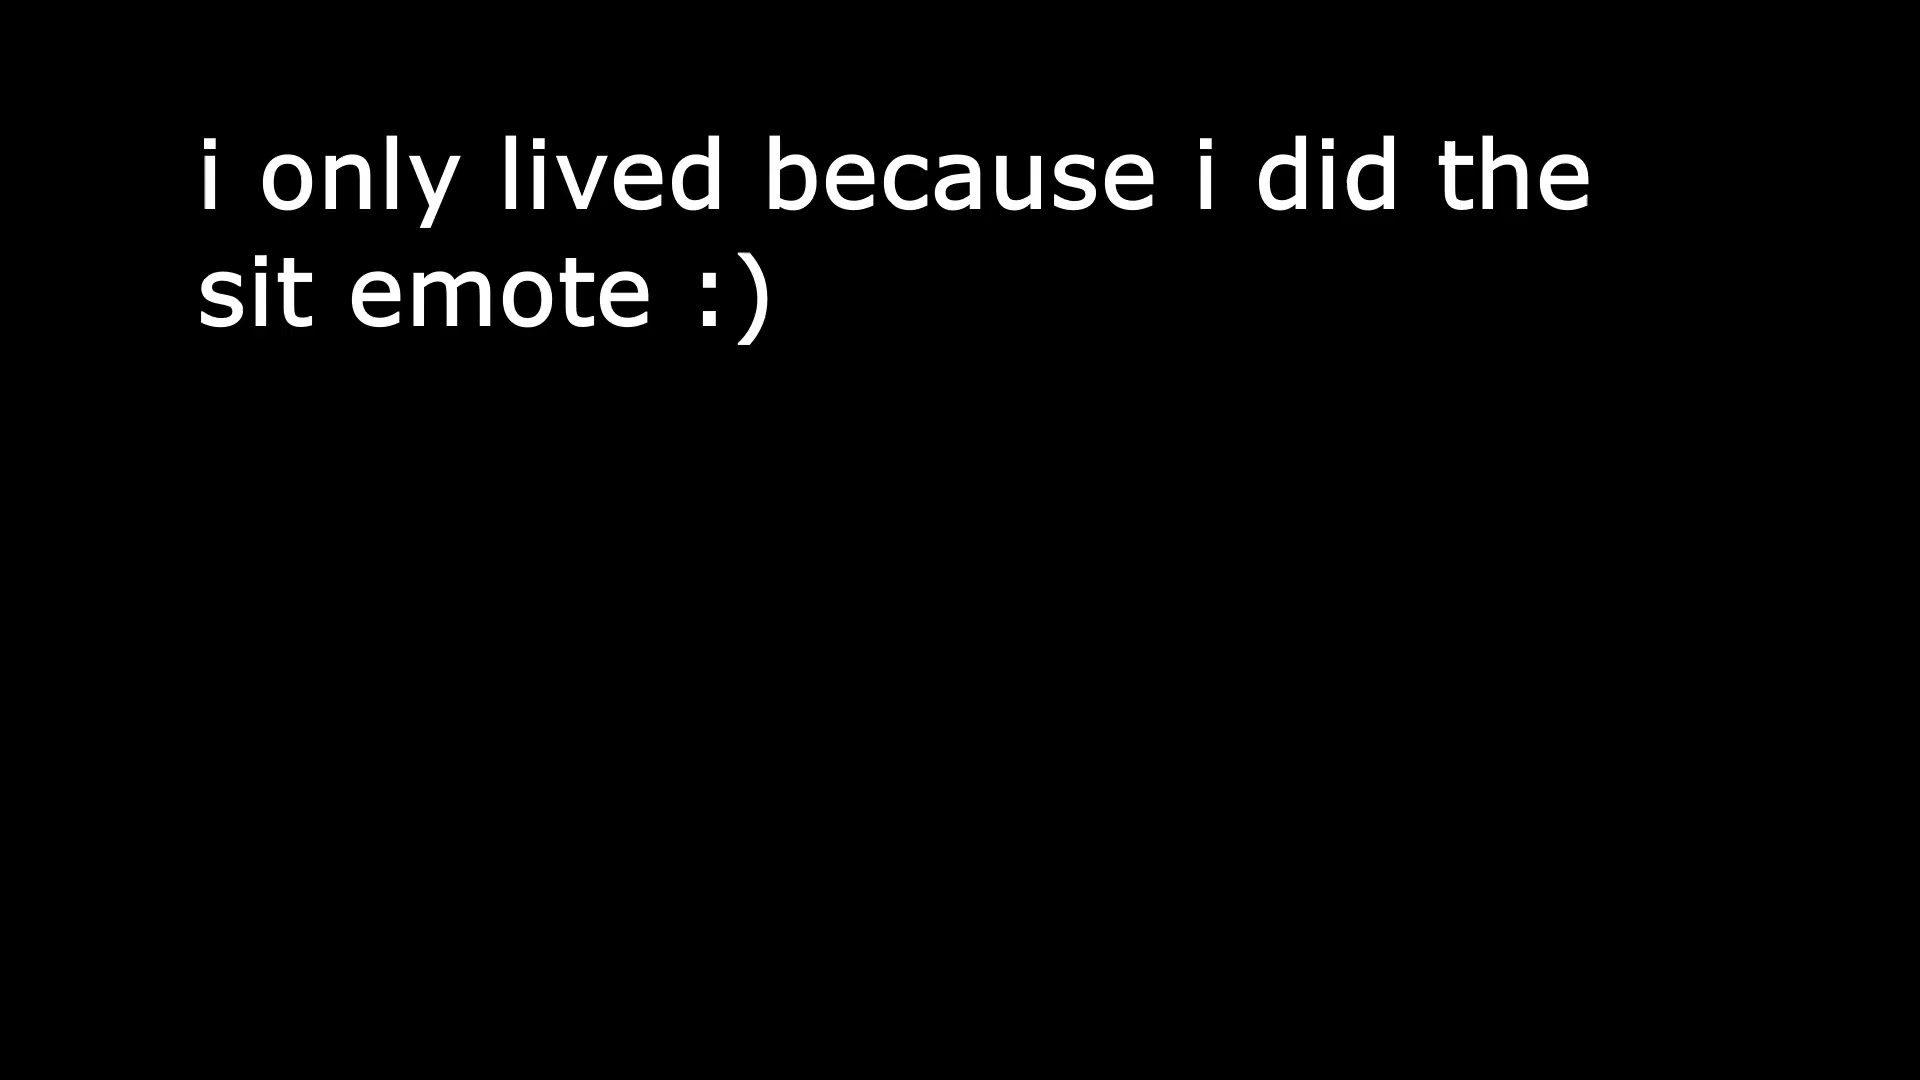 i only lived because i did the
sit emote :)